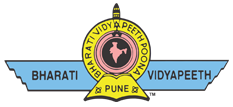 BHARATI VIDYAPEETH POONA
BHARATI VIDYAPEETH
PUNE
TM